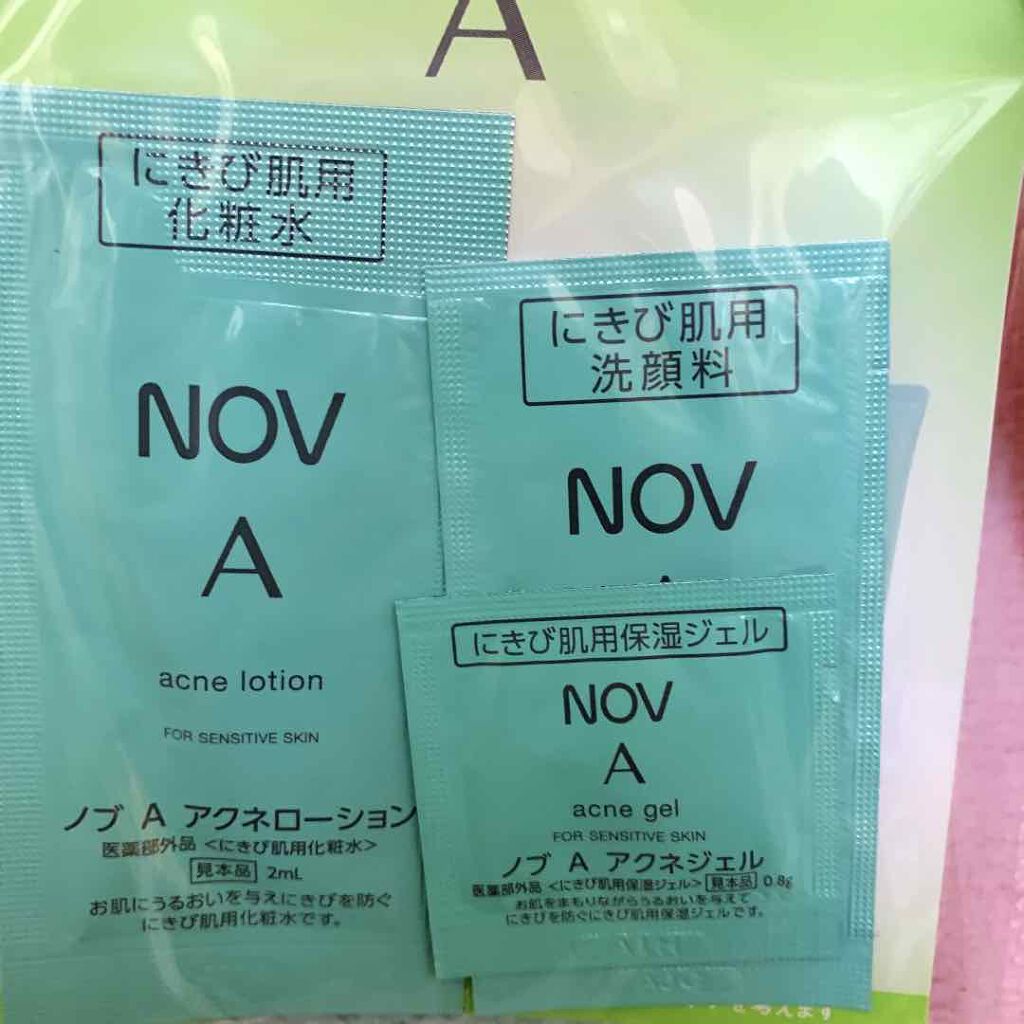 A
にきび肌用
化粧水
NOV
A
acne lotion
FOR SENSITIVE SKIN
ノブ A アクネローション
医薬部外品 <にきび肌用化粧水>
見本品 2mL
お肌にうるおいを与えにきびを防ぐ
にきび肌用化粧水です。
にきび肌用
洗顔料
NOV
にきび肌用保湿ジェル
NOV
A
acne gel
FOR SENSITIVE SKIN
ノブ A アクネジェル
医薬部外品 <にきび肌用保湿ジェル> 見本品 0.8g
お肌をまもりながらうるおいを与えて
にきびを防ぐにきび肌用保湿ジェルです。
を与えます